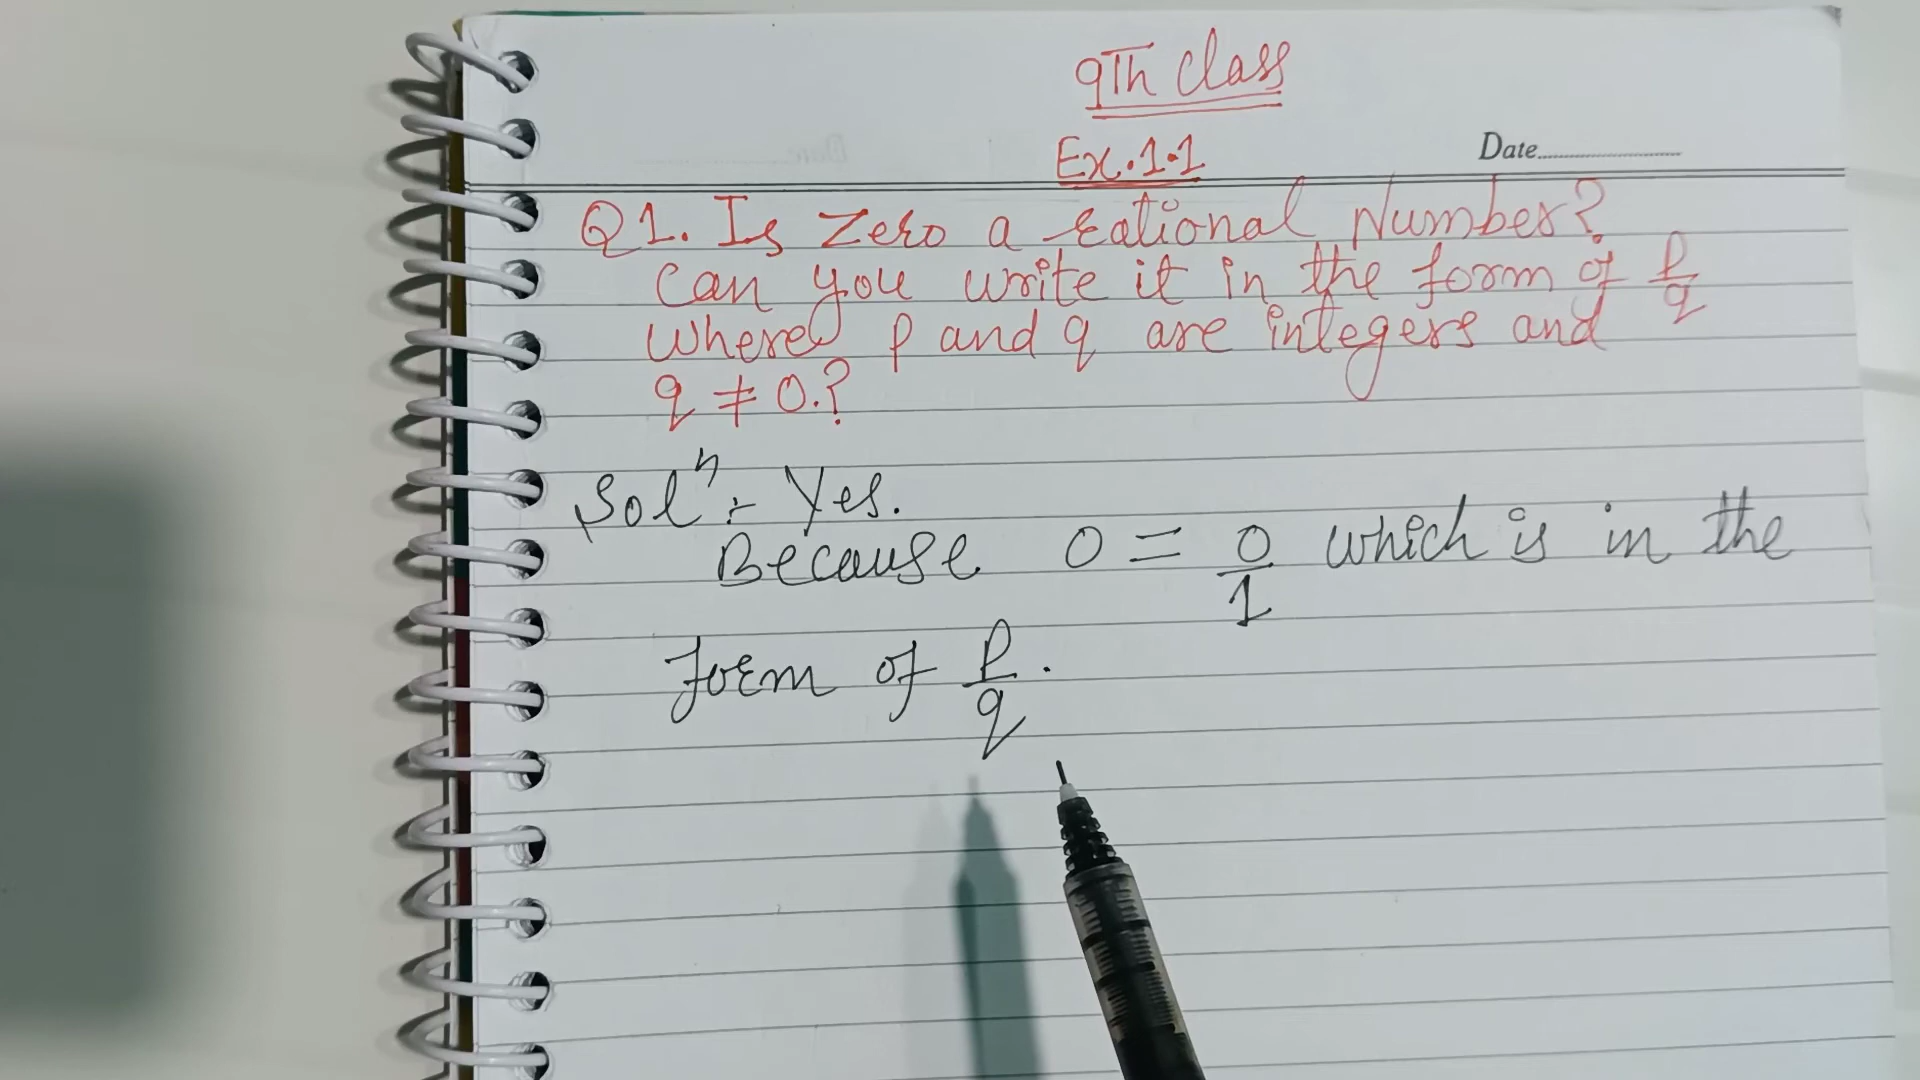 9Th Class
Ex.1.1
Date
Q1. Is Zero a rational Number?
Can you write it in the form of p/q
where p and q are integers and
q ≠ 0.?
Solⁿ:- Yes.
Because 0 = 0/1 which is in the
form of p/q.